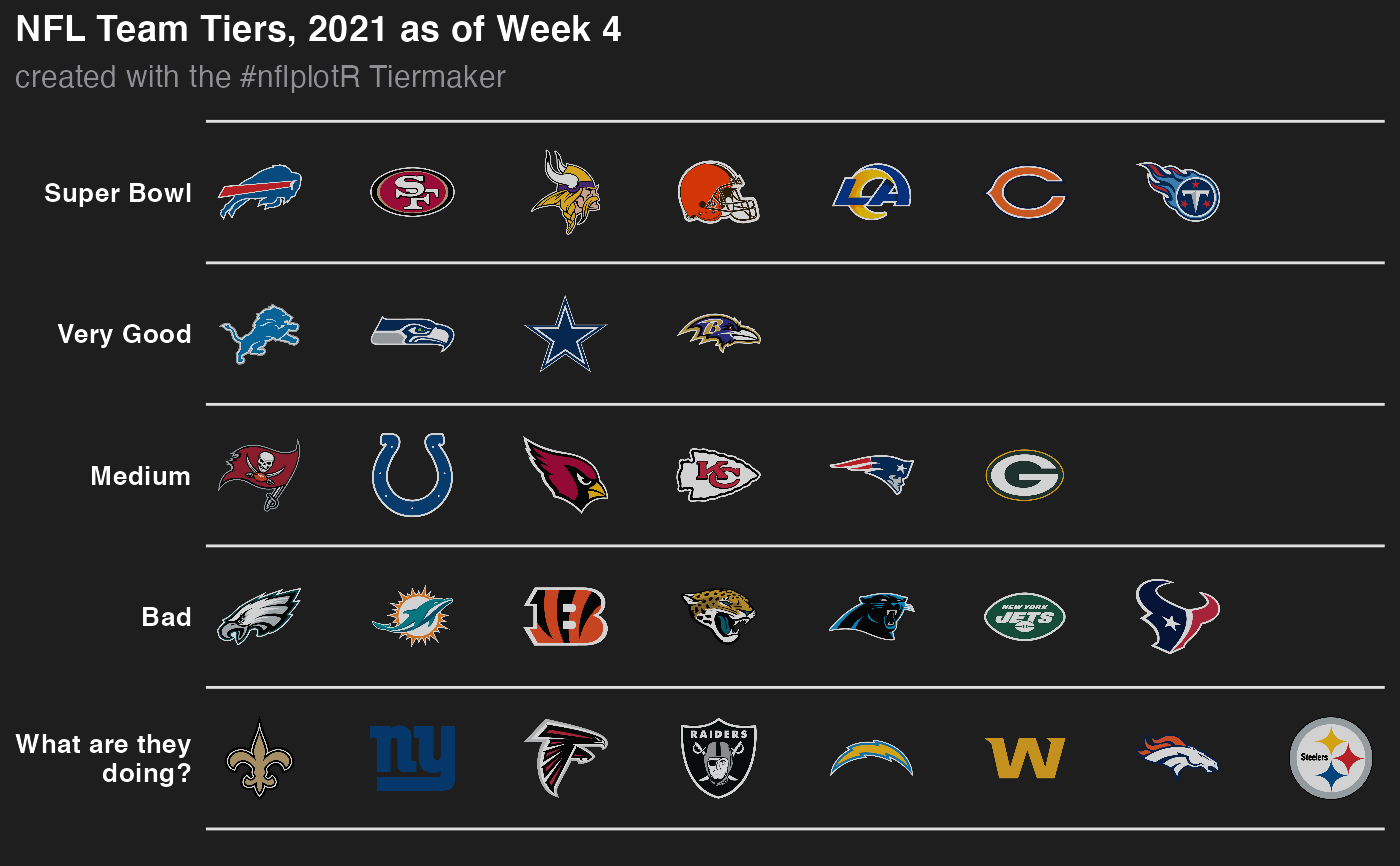 NFL Team Tiers, 2021 as of Week 4
created with the #nflplotR Tiermaker
Super Bowl
SF
LA
C
T
Very Good
B
Medium
KC
G
Bad
B
NEW YORK
JETS
What are they
doing?
ny
RAIDERS
W
Steelers